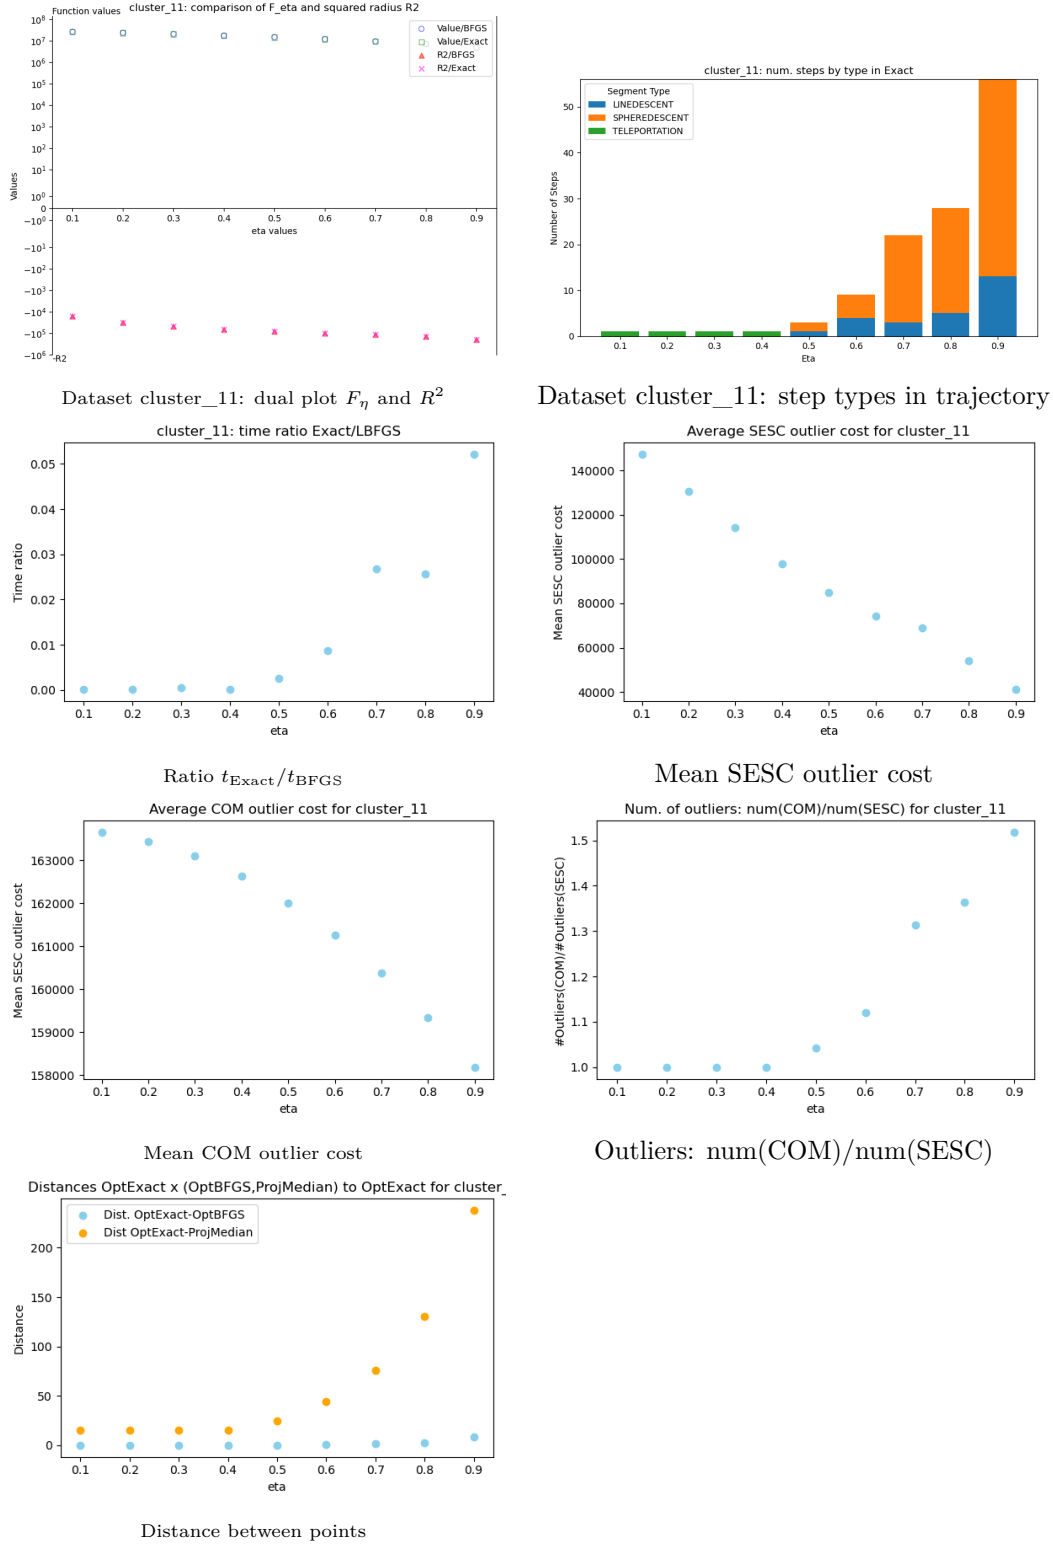 cluster_11: comparison of F_eta and squared radius R2
Function values
10^8
10^7
10^6
10^5
10^4
10^3
10^2
10^1
10^0
0
−10^0
−10^1
−10^2
−10^3
−10^4
−10^5
−10^6
-R2
Values
Value/BFGS
Value/Exact
R2/BFGS
R2/Exact
0.1 0.2 0.3 0.4 0.5 0.6 0.7 0.8 0.9
eta values
Dataset cluster_11: dual plot F_η and R^2
cluster_11: num. steps by type in Exact
Segment Type
LINEDESCENT
SPHEREDESCENT
TELEPORTATION
Number of Steps
50
40
30
20
10
0
0.1 0.2 0.3 0.4 0.5 0.6 0.7 0.8 0.9
Eta
Dataset cluster_11: step types in trajectory
cluster_11: time ratio Exact/LBFGS
Time ratio
0.05
0.04
0.03
0.02
0.01
0.00
0.1 0.2 0.3 0.4 0.5 0.6 0.7 0.8 0.9
eta
Ratio t_Exact/t_BFGS
Average SESC outlier cost for cluster_11
Mean SESC outlier cost
140000
120000
100000
80000
60000
40000
0.1 0.2 0.3 0.4 0.5 0.6 0.7 0.8 0.9
eta
Mean SESC outlier cost
Average COM outlier cost for cluster_11
Mean SESC outlier cost
163000
162000
161000
160000
159000
158000
0.1 0.2 0.3 0.4 0.5 0.6 0.7 0.8 0.9
eta
Mean COM outlier cost
Num. of outliers: num(COM)/num(SESC) for cluster_11
#Outliers(COM)/#Outliers(SESC)
1.5
1.4
1.3
1.2
1.1
1.0
0.1 0.2 0.3 0.4 0.5 0.6 0.7 0.8 0.9
eta
Outliers: num(COM)/num(SESC)
Distances OptExact x (OptBFGS,ProjMedian) to OptExact for cluster_
Dist. OptExact-OptBFGS
Dist OptExact-ProjMedian
Distance
200
150
100
50
0
0.1 0.2 0.3 0.4 0.5 0.6 0.7 0.8 0.9
eta
Distance between points